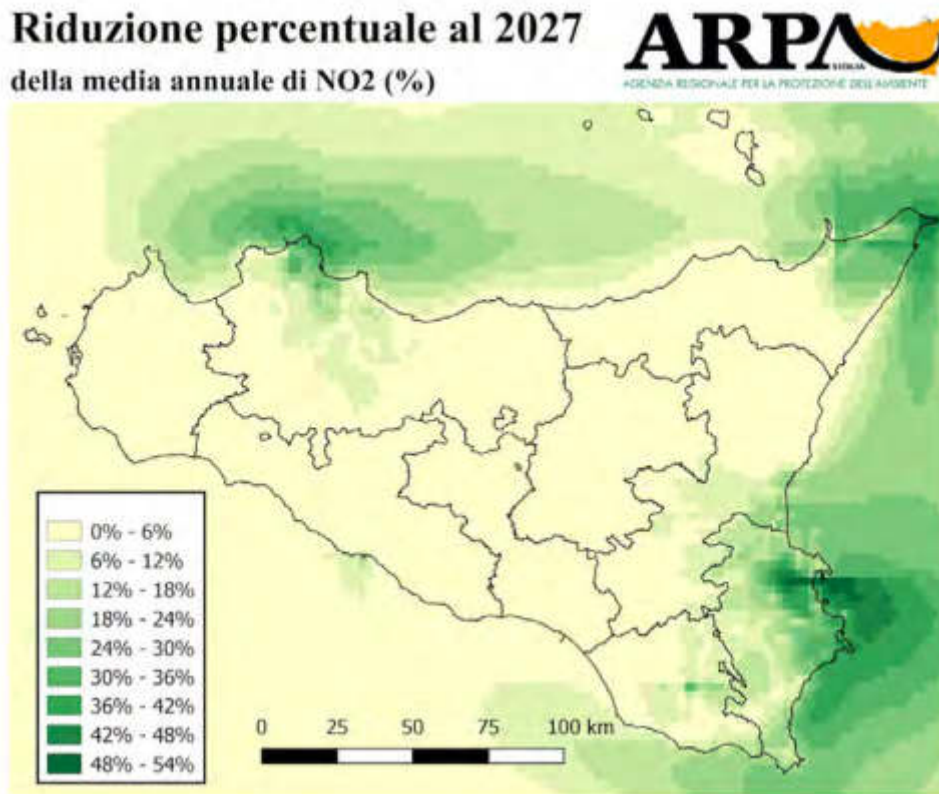 Riduzione percentuale al 2027
della media annuale di NO2 (%)
ARPA
SICILIA
AGENZIA REGIONALE PER LA PROTEZIONE DELL'AMBIENTE
0% - 6%
6% - 12%
12% - 18%
18% - 24%
24% - 30%
30% - 36%
36% - 42%
42% - 48%
48% - 54%
0 25 50 75 100 km